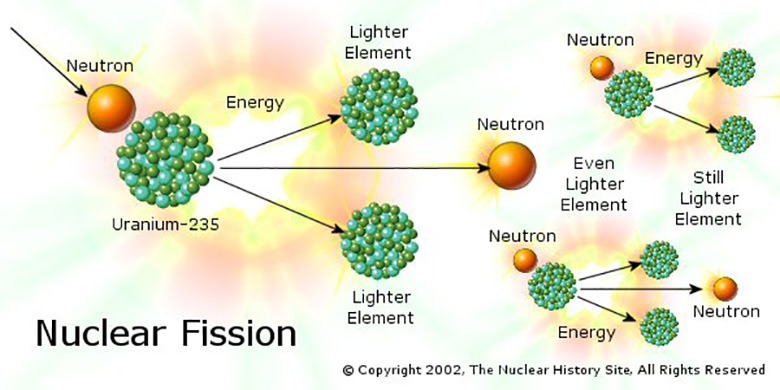 Neutron
Energy
Lighter
Element
Uranium-235
Lighter
Element
Neutron
Neutron
Energy
Even
Lighter
Element
Still
Lighter
Element
Neutron
Energy
Neutron
Nuclear Fission
© Copyright 2002, The Nuclear History Site, All Rights Reserved